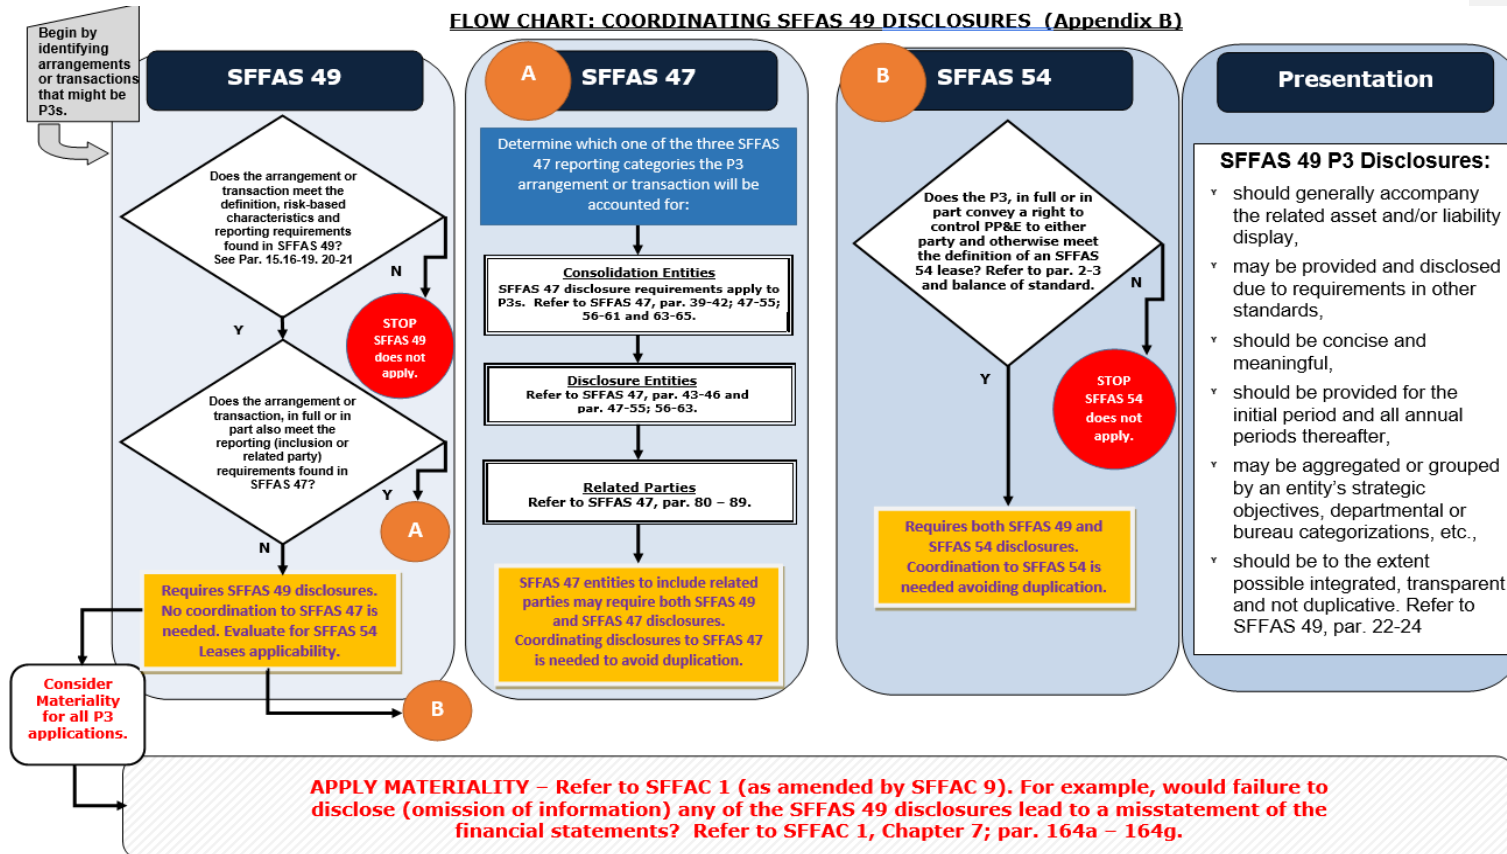 FLOW CHART: COORDINATING SFFAS 49 DISCLOSURES (Appendix B)
Begin by
identifying
arrangements
or transactions
that might be
P3s.
SFFAS 49
Does the arrangement or
transaction meet the
definition, risk-based
characteristics and
reporting requirements
found in SFFAS 49?
See Par. 15.16-19. 20-21
N
STOP
SFFAS 49
does not
apply.
Y
Does the arrangement or
transaction, in full or in
part also meet the
reporting (inclusion or
related party)
requirements found in
SFFAS 47?
Y
A
N
Requires SFFAS 49 disclosures.
No coordination to SFFAS 47 is
needed. Evaluate for SFFAS 54
Leases applicability.
B
Consider
Materiality
for all P3
applications.
A
SFFAS 47
Determine which one of the three SFFAS
47 reporting categories the P3
arrangement or transaction will be
accounted for:
Consolidation Entities
SFFAS 47 disclosure requirements apply to
P3s. Refer to SFFAS 47, par. 39-42; 47-55;
56-61 and 63-65.
Disclosure Entities
Refer to SFFAS 47, par. 43-46 and
par. 47-55; 56-63.
Related Parties
Refer to SFFAS 47, par. 80 – 89.
SFFAS 47 entities to include related
parties may require both SFFAS 49
and SFFAS 47 disclosures.
Coordinating disclosures to SFFAS 47
is needed to avoid duplication.
B
SFFAS 54
Does the P3, in full or in
part convey a right to
control PP&E to either
party and otherwise meet
the definition of an SFFAS
54 lease? Refer to par. 2-3
and balance of standard.
N
STOP
SFFAS 54
does not
apply.
Y
Requires both SFFAS 49 and
SFFAS 54 disclosures.
Coordination to SFFAS 54 is
needed avoiding duplication.
Presentation
SFFAS 49 P3 Disclosures:
ʏ should generally accompany
the related asset and/or liability
display,
ʏ may be provided and disclosed
due to requirements in other
standards,
ʏ should be concise and
meaningful,
ʏ should be provided for the
initial period and all annual
periods thereafter,
ʏ may be aggregated or grouped
by an entity’s strategic
objectives, departmental or
bureau categorizations, etc.,
ʏ should be to the extent
possible integrated, transparent
and not duplicative. Refer to
SFFAS 49, par. 22-24
APPLY MATERIALITY – Refer to SFFAC 1 (as amended by SFFAC 9). For example, would failure to
disclose (omission of information) any of the SFFAS 49 disclosures lead to a misstatement of the
financial statements? Refer to SFFAC 1, Chapter 7; par. 164a – 164g.